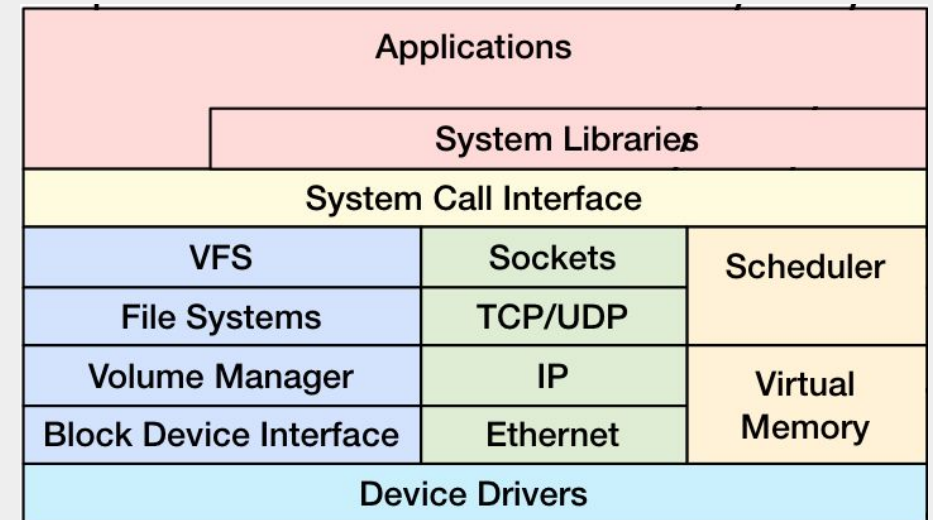 Applications
System Libraries
System Call Interface
VFS
Sockets
Scheduler
File Systems
TCP/UDP
Volume Manager
IP
Virtual
Memory
Block Device Interface
Ethernet
Device Drivers